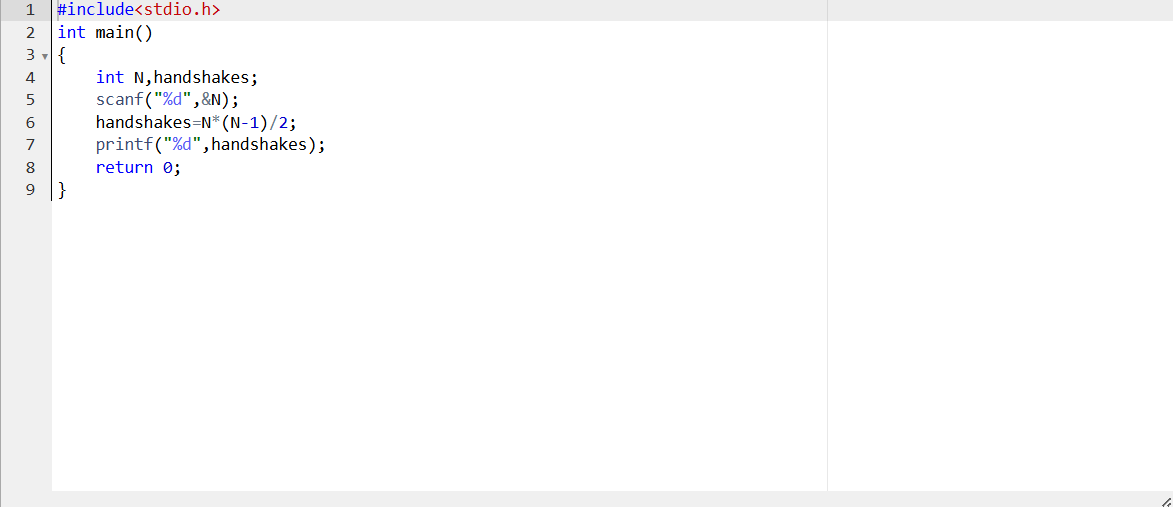 1 #include<stdio.h>
2 int main()
3 {
4     int N,handshakes;
5     scanf("%d",&N);
6     handshakes=N*(N-1)/2;
7     printf("%d",handshakes);
8     return 0;
9 }